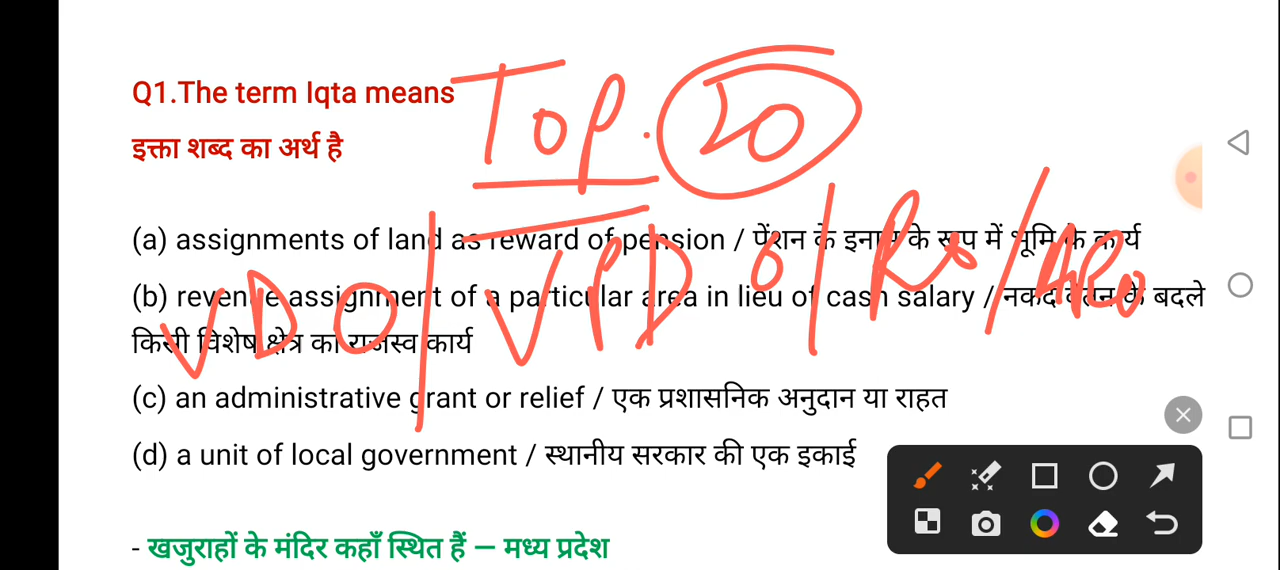 Q1.The term Iqta means
Top. 20
इक्ता शब्द का अर्थ है
(a) assignments of land as reward of pension / पेंशन के इनाम के रूप में भूमि के कार्य
VDO / VPDO /
(b) revenue assignment of a particular area in lieu of cash salary / नकद वेतन के बदले
किसी विशेष क्षेत्र का राजस्व कार्य
(c) an administrative grant or relief / एक प्रशासनिक अनुदान या राहत
(d) a unit of local government / स्थानीय सरकार की एक इकाई
- खजुराहों के मंदिर कहाँ स्थित हैं – मध्य प्रदेश